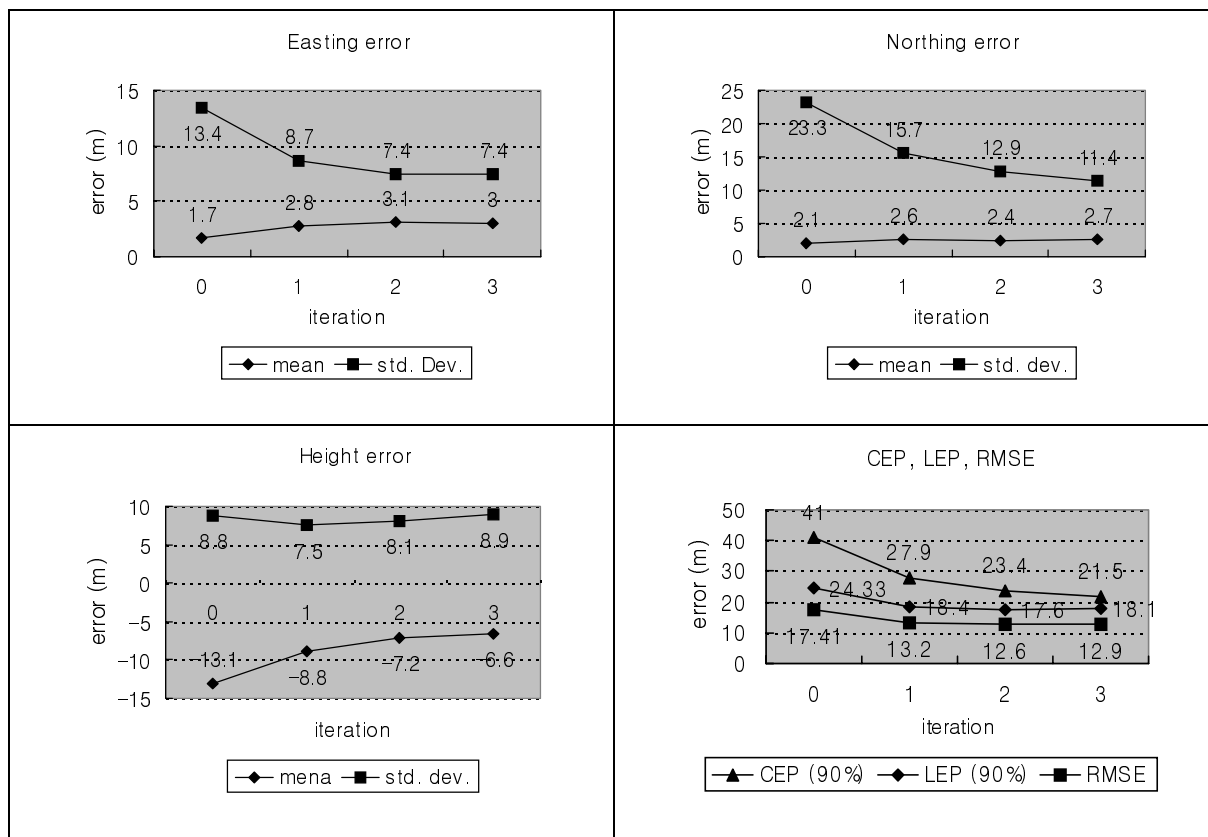 Easting error
15
10
5
0
error (m)
13.4
8.7
7.4
7.4
1.7
2.8
3.1
3
0 1 2 3
iteration
mean std. Dev.
Northing error
25
20
15
10
5
0
error (m)
23.3
15.7
12.9
11.4
2.1
2.6
2.4
2.7
0 1 2 3
iteration
mean std. dev.
Height error
10
5
0
−5
−10
−15
error (m)
8.8
7.5
8.1
8.9
0 1 2 3
−13.1
−8.8
−7.2
−6.6
iteration
mena std. dev.
CEP, LEP, RMSE
50
40
30
20
10
0
error (m)
41
27.9
23.4
21.5
24.33
18.4
17.6
18.1
17.41
13.2
12.6
12.9
0 1 2 3
iteration
CEP (90%) LEP (90%) RMSE